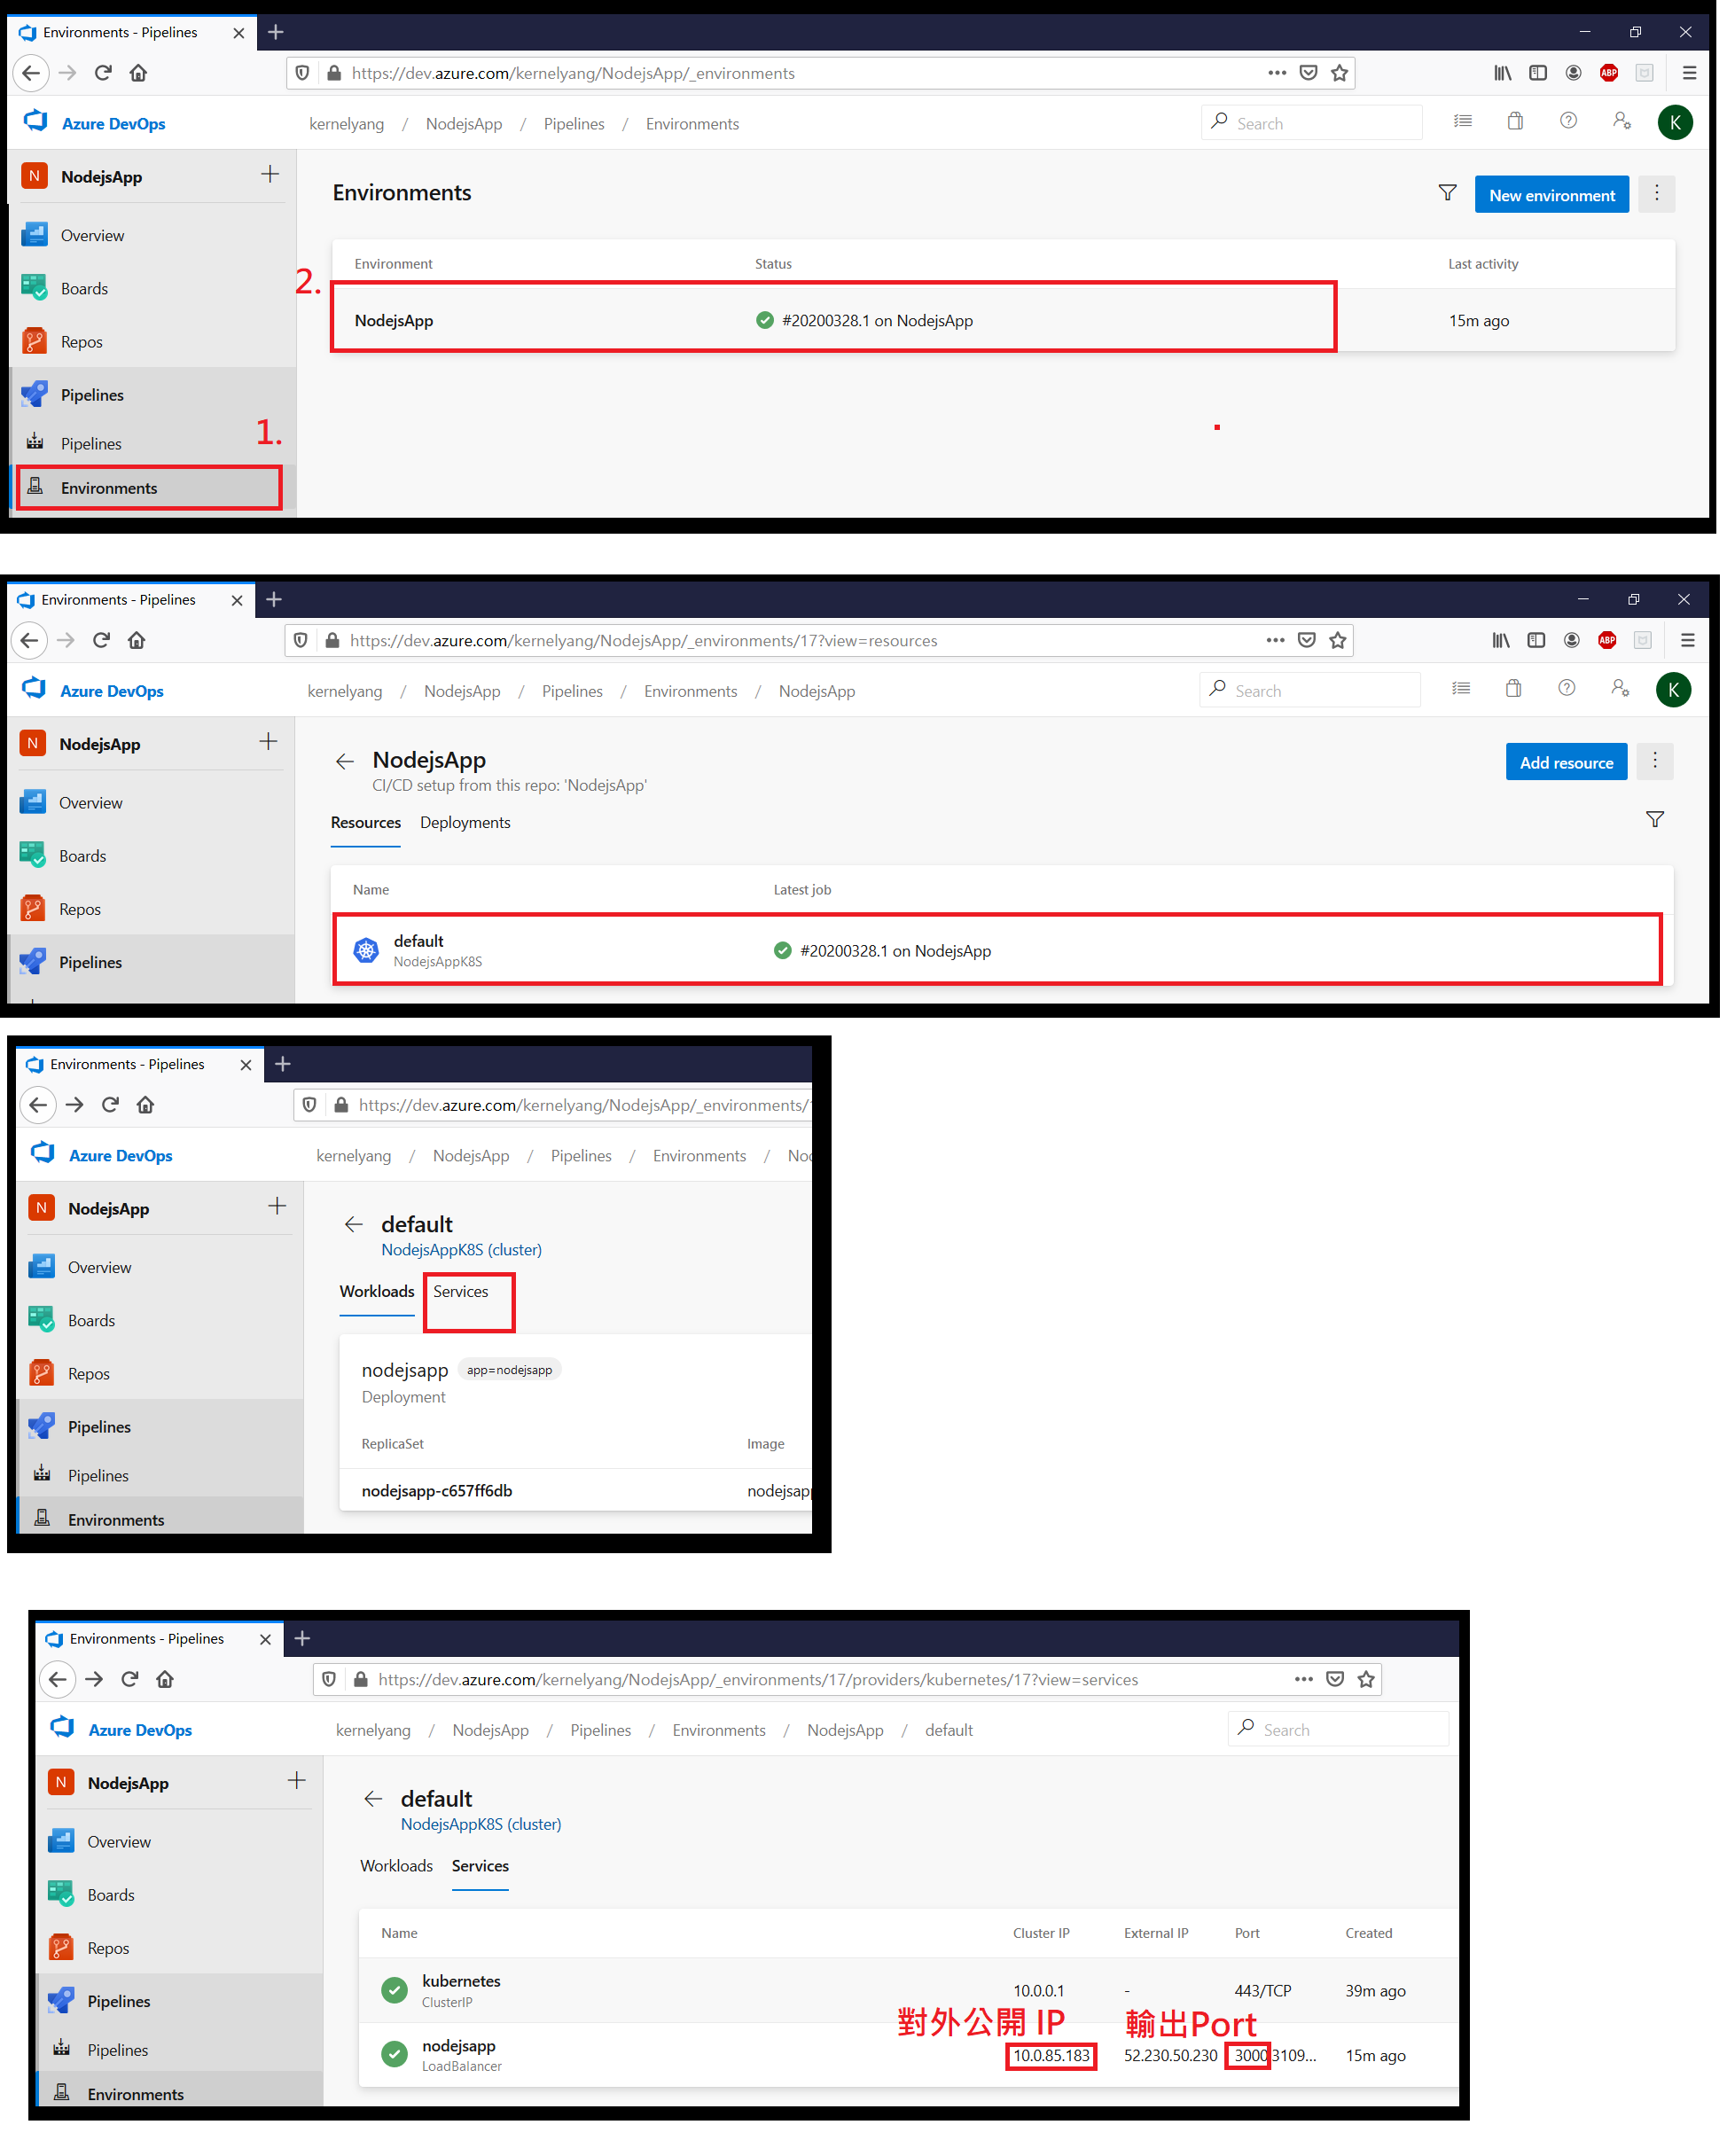 Environments - Pipelines
https://dev.azure.com/kernelyang/NodejsApp/_environments
ABP
Azure DevOps
kernelyang / NodejsApp / Pipelines / Environments
Search
K
N NodejsApp
Environments
New environment
Overview
Environment Status Last activity
2.
Boards
NodejsApp #20200328.1 on NodejsApp 15m ago
Repos
Pipelines
1.
Pipelines
Environments
Environments - Pipelines
https://dev.azure.com/kernelyang/NodejsApp/_environments/17?view=resources
ABP
Azure DevOps
kernelyang / NodejsApp / Pipelines / Environments / NodejsApp
Search
K
N NodejsApp
NodejsApp
Add resource
CI/CD setup from this repo: 'NodejsApp'
Overview
Resources Deployments
Boards
Name Latest job
Repos
default
NodejsAppK8S
#20200328.1 on NodejsApp
Pipelines
Environments - Pipelines
https://dev.azure.com/kernelyang/NodejsApp/_environments/
Azure DevOps
kernelyang / NodejsApp / Pipelines / Environments / Noc
N NodejsApp
default
NodejsAppK8S (cluster)
Overview
Workloads Services
Boards
nodejsapp app=nodejsapp
Repos
Deployment
Pipelines
ReplicaSet Image
Pipelines
nodejsapp-c657ff6db nodejsapp
Environments
Environments - Pipelines
https://dev.azure.com/kernelyang/NodejsApp/_environments/17/providers/kubernetes/17?view=services
Azure DevOps
kernelyang / NodejsApp / Pipelines / Environments / NodejsApp / default
Search
N NodejsApp
default
NodejsAppK8S (cluster)
Overview
Workloads Services
Boards
Name Cluster IP External IP Port Created
Repos
kubernetes
ClusterIP
10.0.0.1 - 443/TCP 39m ago
Pipelines
對外公開 IP 輸出Port
Pipelines
nodejsapp
LoadBalancer
10.0.85.183 52.230.50.230 3000:3109... 15m ago
Environments